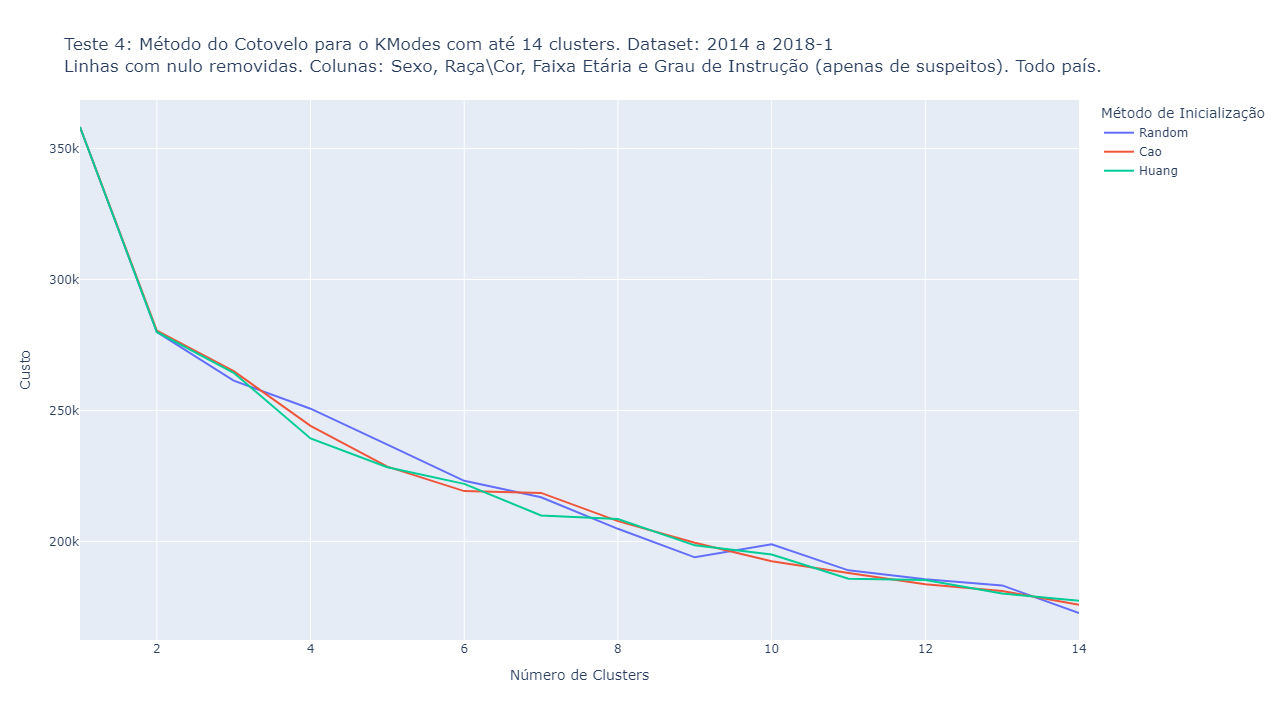 Teste 4: Método do Cotovelo para o KModes com até 14 clusters. Dataset: 2014 a 2018-1
Linhas com nulo removidas. Colunas: Sexo, Raça\Cor, Faixa Etária e Grau de Instrução (apenas de suspeitos). Todo país.
Método de Inicialização
Random
Cao
Huang
350k
300k
250k
200k
Custo
2
4
6
8
10
12
14
Número de Clusters